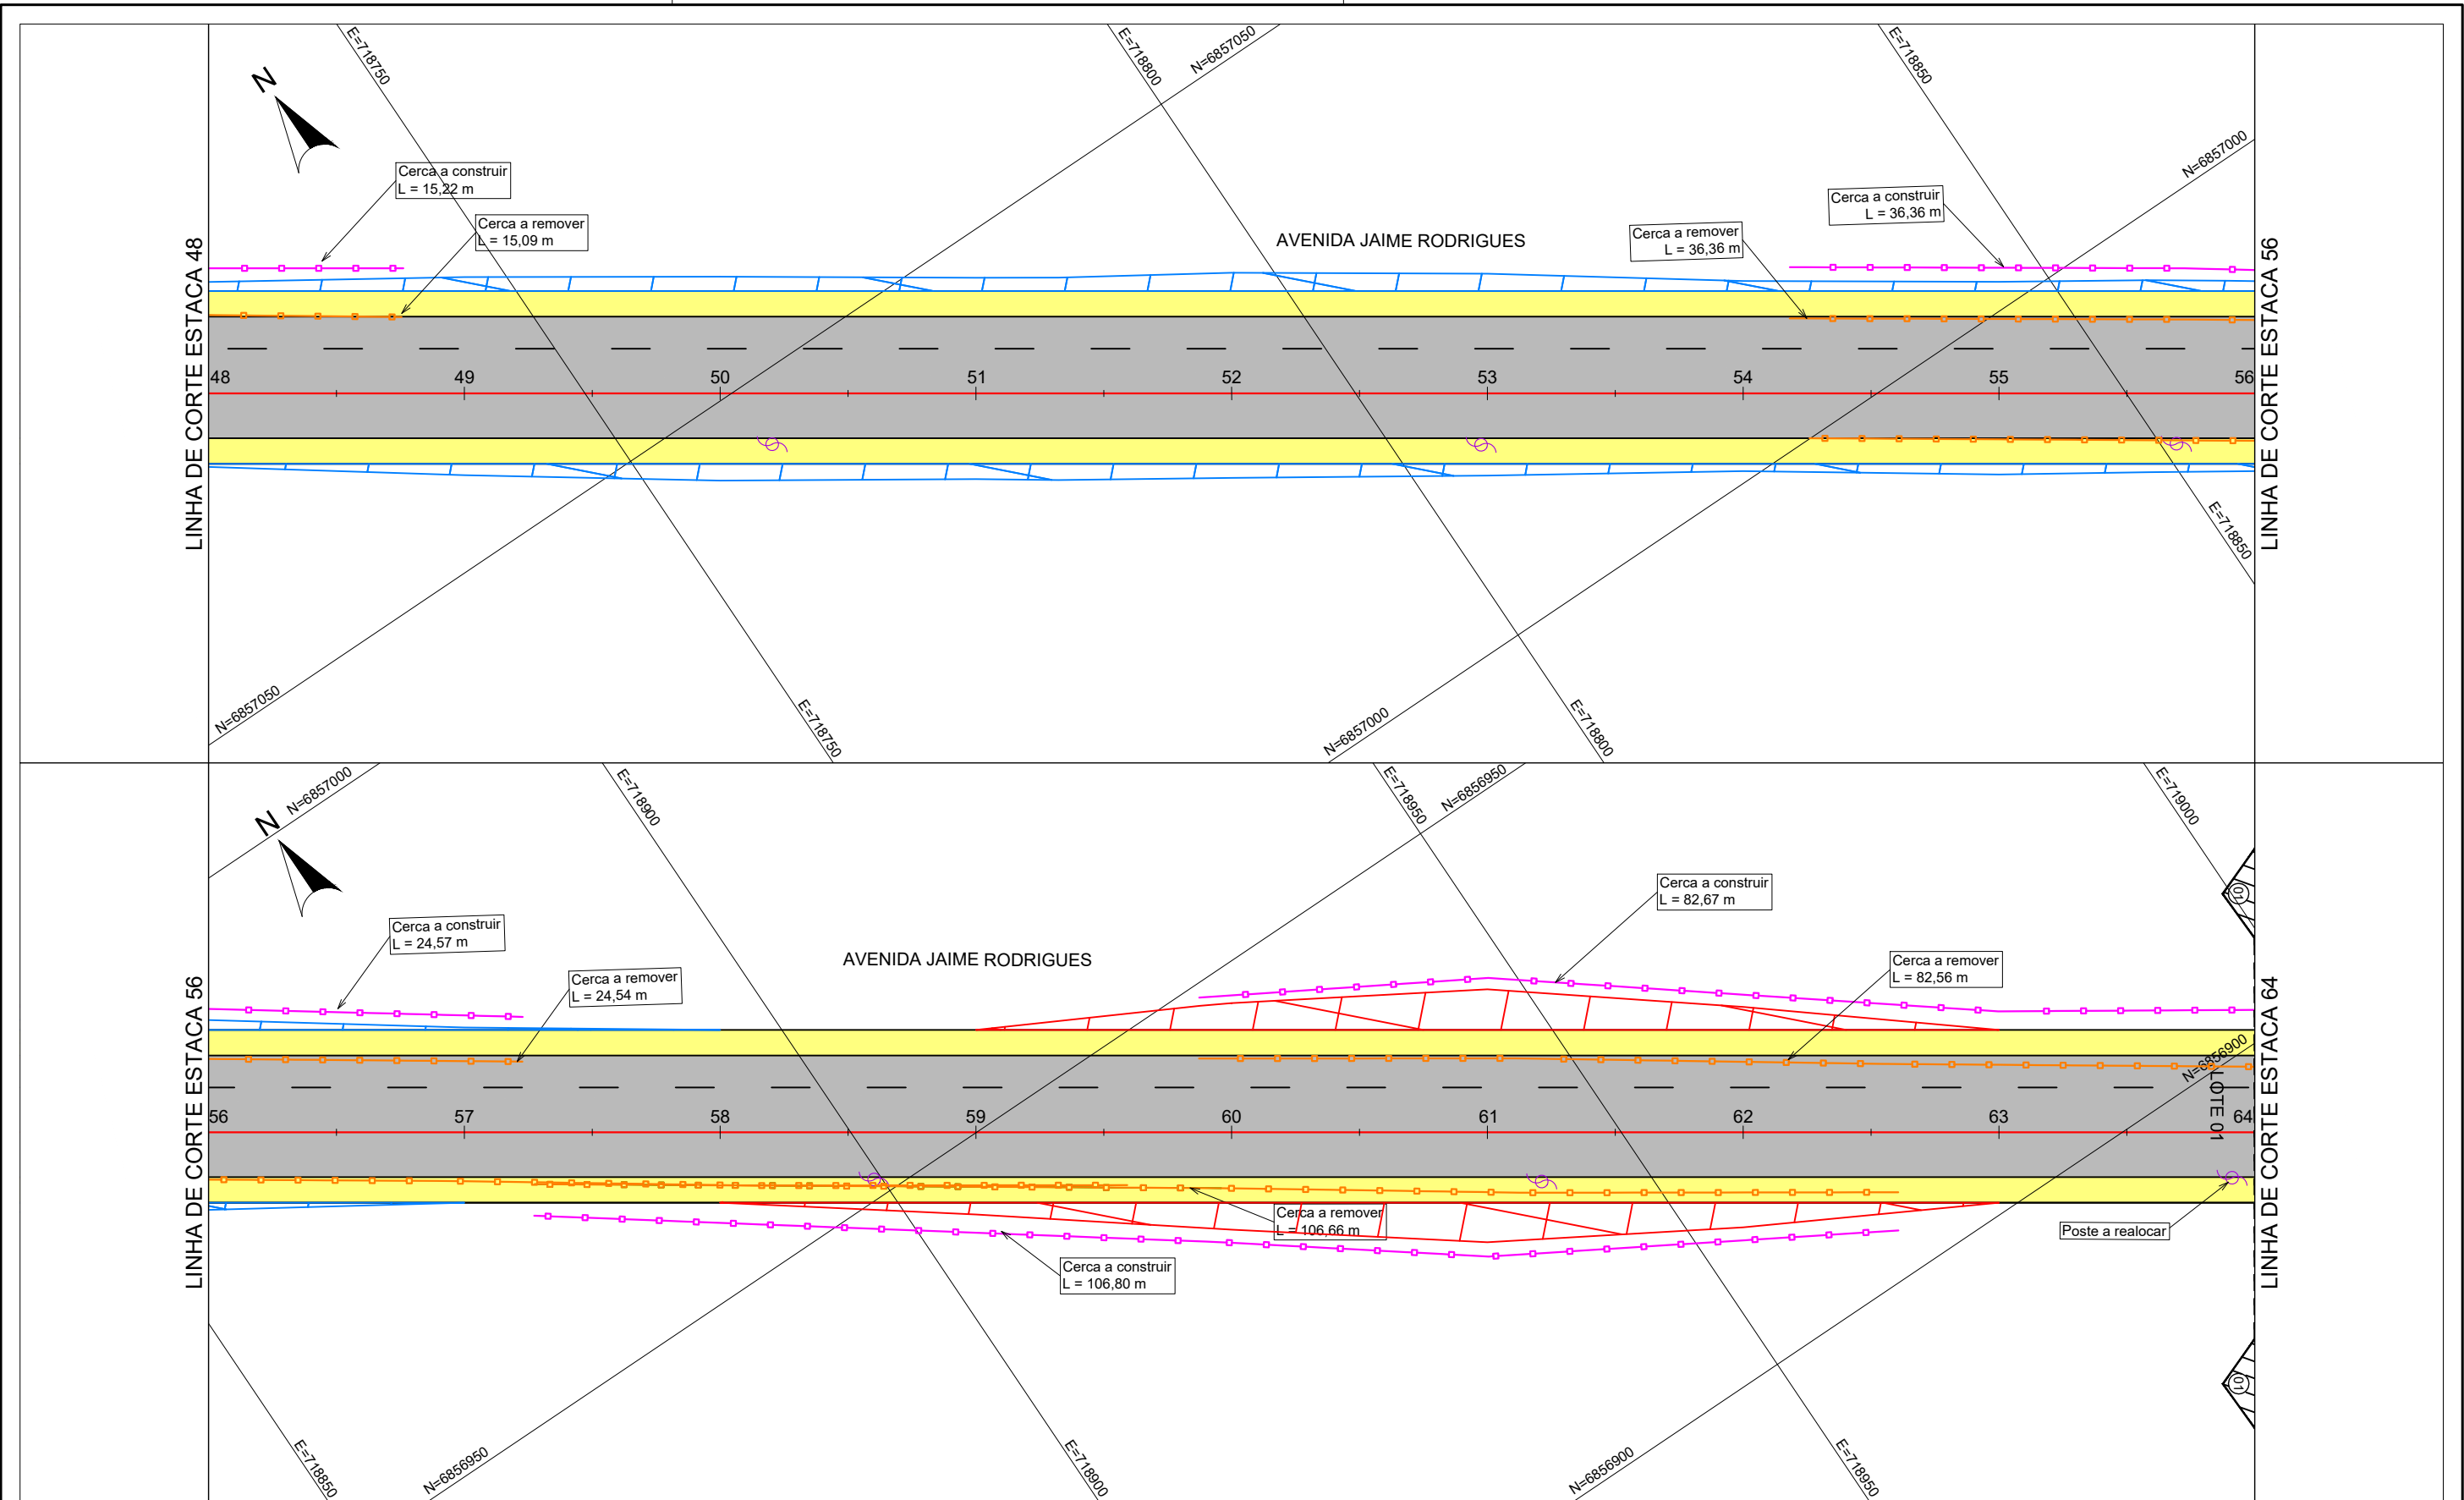 E=718750
E=718800
N=6857050
E=718850
N
N=6857000
Cerca a construir
L = 15,22 m
Cerca a remover
L = 15,09 m
AVENIDA JAIME RODRIGUES
Cerca a remover
L = 36,36 m
Cerca a construir
L = 36,36 m
LINHA DE CORTE ESTACA 48
LINHA DE CORTE ESTACA 56
48
49
50
51
52
53
54
55
56
E=718850
N=6857050
E=718750
N=6857000
E=718800
N=6857000
E=718900
E=718950
N=6856950
E=719000
N
01
Cerca a construir
L = 82,67 m
Cerca a construir
L = 24,57 m
AVENIDA JAIME RODRIGUES
Cerca a remover
L = 24,54 m
Cerca a remover
L = 82,56 m
LINHA DE CORTE ESTACA 56
LINHA DE CORTE ESTACA 64
N=6856900
LOTE 01
56
57
58
59
60
61
62
63
64
Cerca a remover
L = 106,66 m
Poste a realocar
Cerca a construir
L = 106,80 m
01
E=718850
N=6856950
E=718900
N=6856900
E=718950